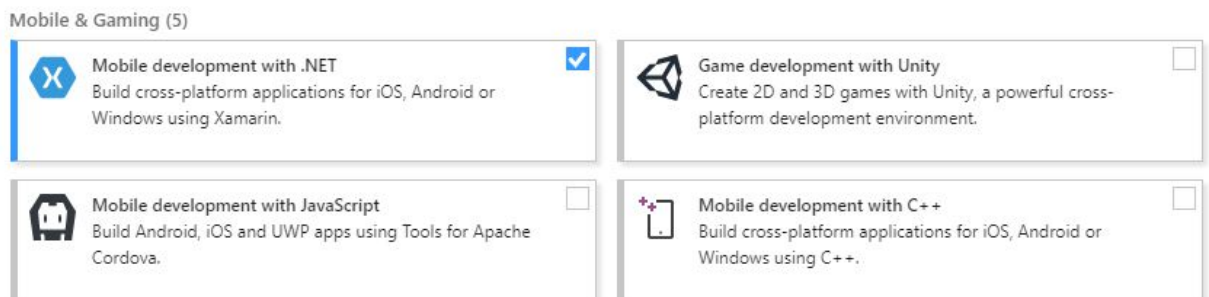 Mobile & Gaming (5)
Mobile development with .NET
Build cross-platform applications for iOS, Android or
Windows using Xamarin.
Game development with Unity
Create 2D and 3D games with Unity, a powerful cross-
platform development environment.
Mobile development with JavaScript
Build Android, iOS and UWP apps using Tools for Apache
Cordova.
Mobile development with C++
Build cross-platform applications for iOS, Android or
Windows using C++.